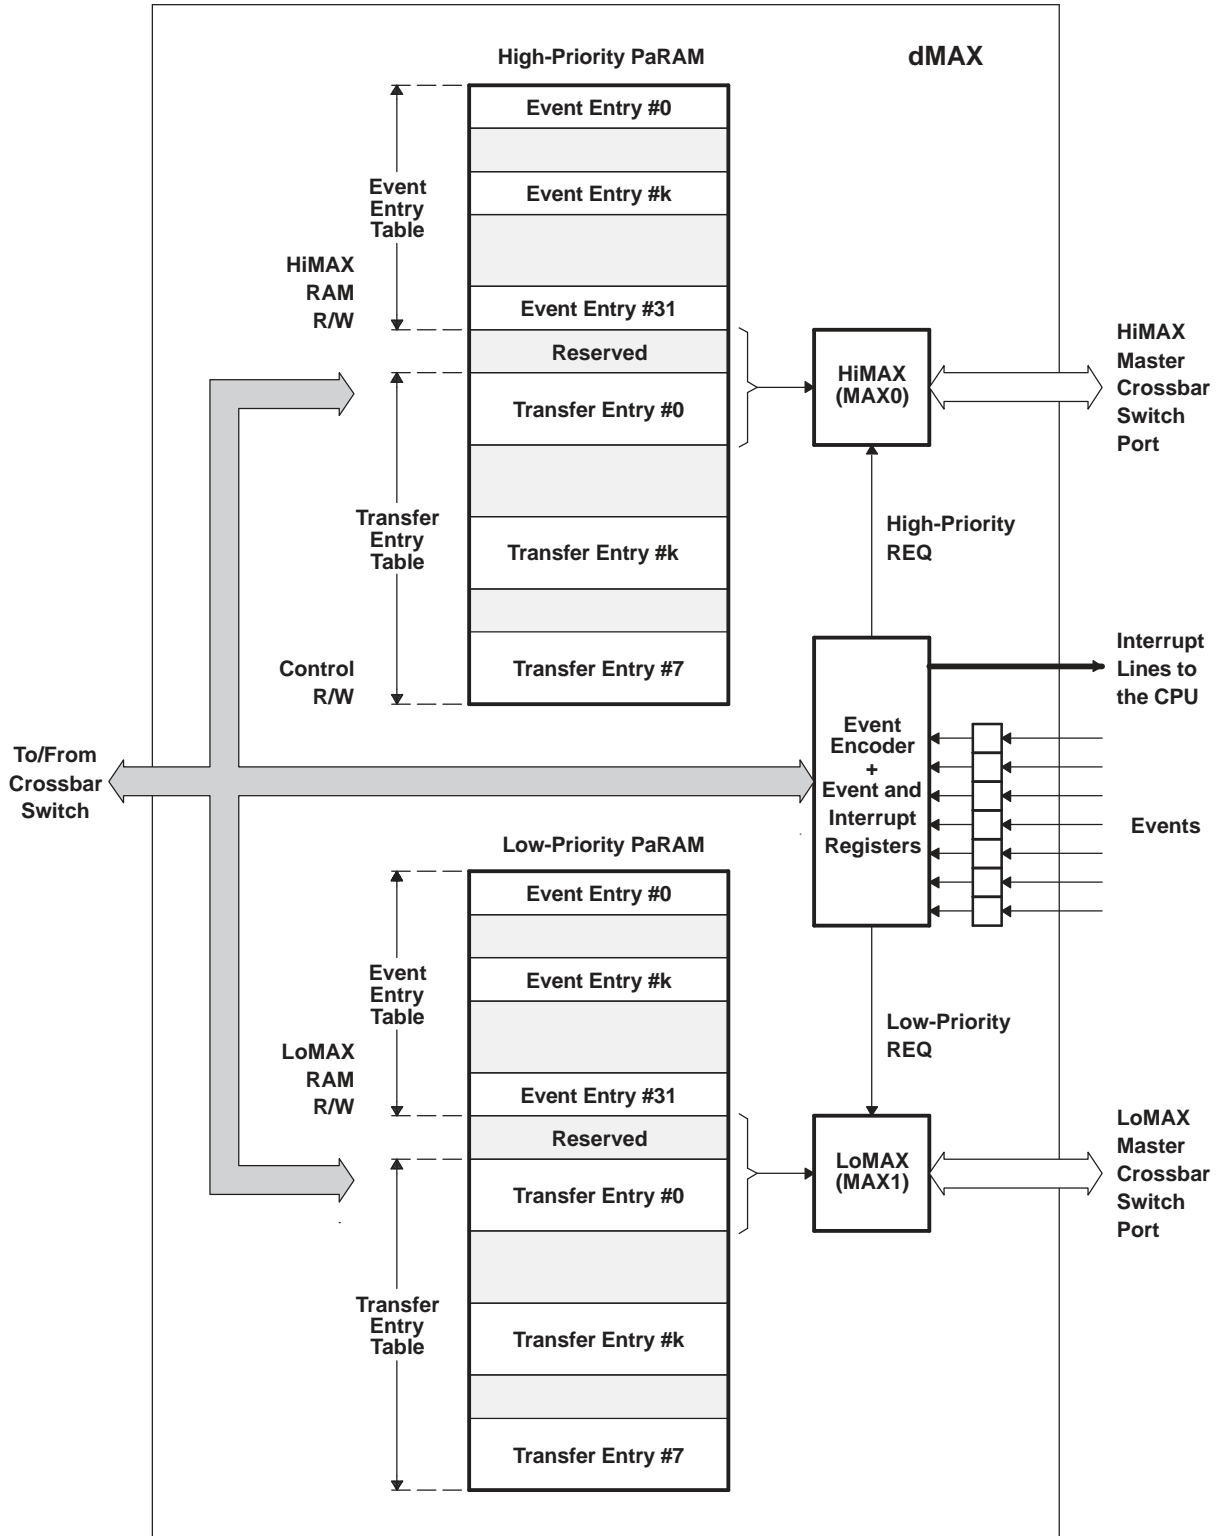 dMAX
High-Priority PaRAM
Event Entry #0
Event Entry #k
Event Entry #31
Reserved
Transfer Entry #0
Transfer Entry #k
Transfer Entry #7
Event
Entry
Table
HiMAX
RAM
R/W
Transfer
Entry
Table
Control
R/W
To/From
Crossbar
Switch
HiMAX
(MAX0)
HiMAX
Master
Crossbar
Switch
Port
High-Priority
REQ
Interrupt
Lines to
the CPU
Event
Encoder
+
Event and
Interrupt
Registers
Events
Low-Priority PaRAM
Event Entry #0
Event Entry #k
Event Entry #31
Reserved
Transfer Entry #0
Transfer Entry #k
Transfer Entry #7
Event
Entry
Table
LoMAX
RAM
R/W
Transfer
Entry
Table
Low-Priority
REQ
LoMAX
(MAX1)
LoMAX
Master
Crossbar
Switch
Port